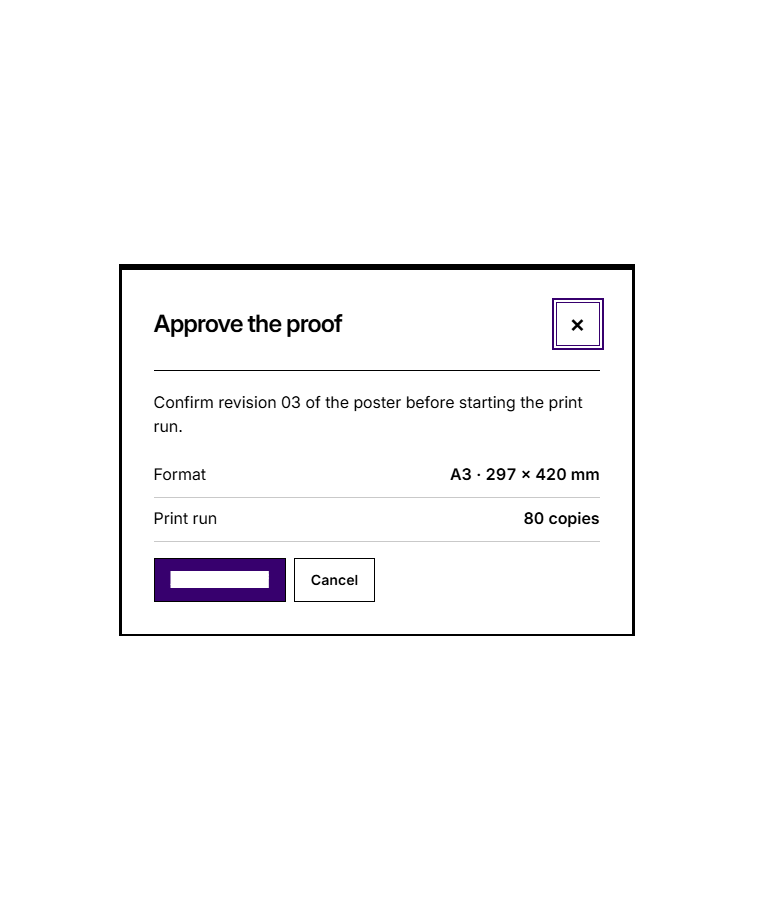 Approve the proof
×
Confirm revision 03 of the poster before starting the print
run.
Format A3 · 297 × 420 mm
Print run 80 copies
Cancel